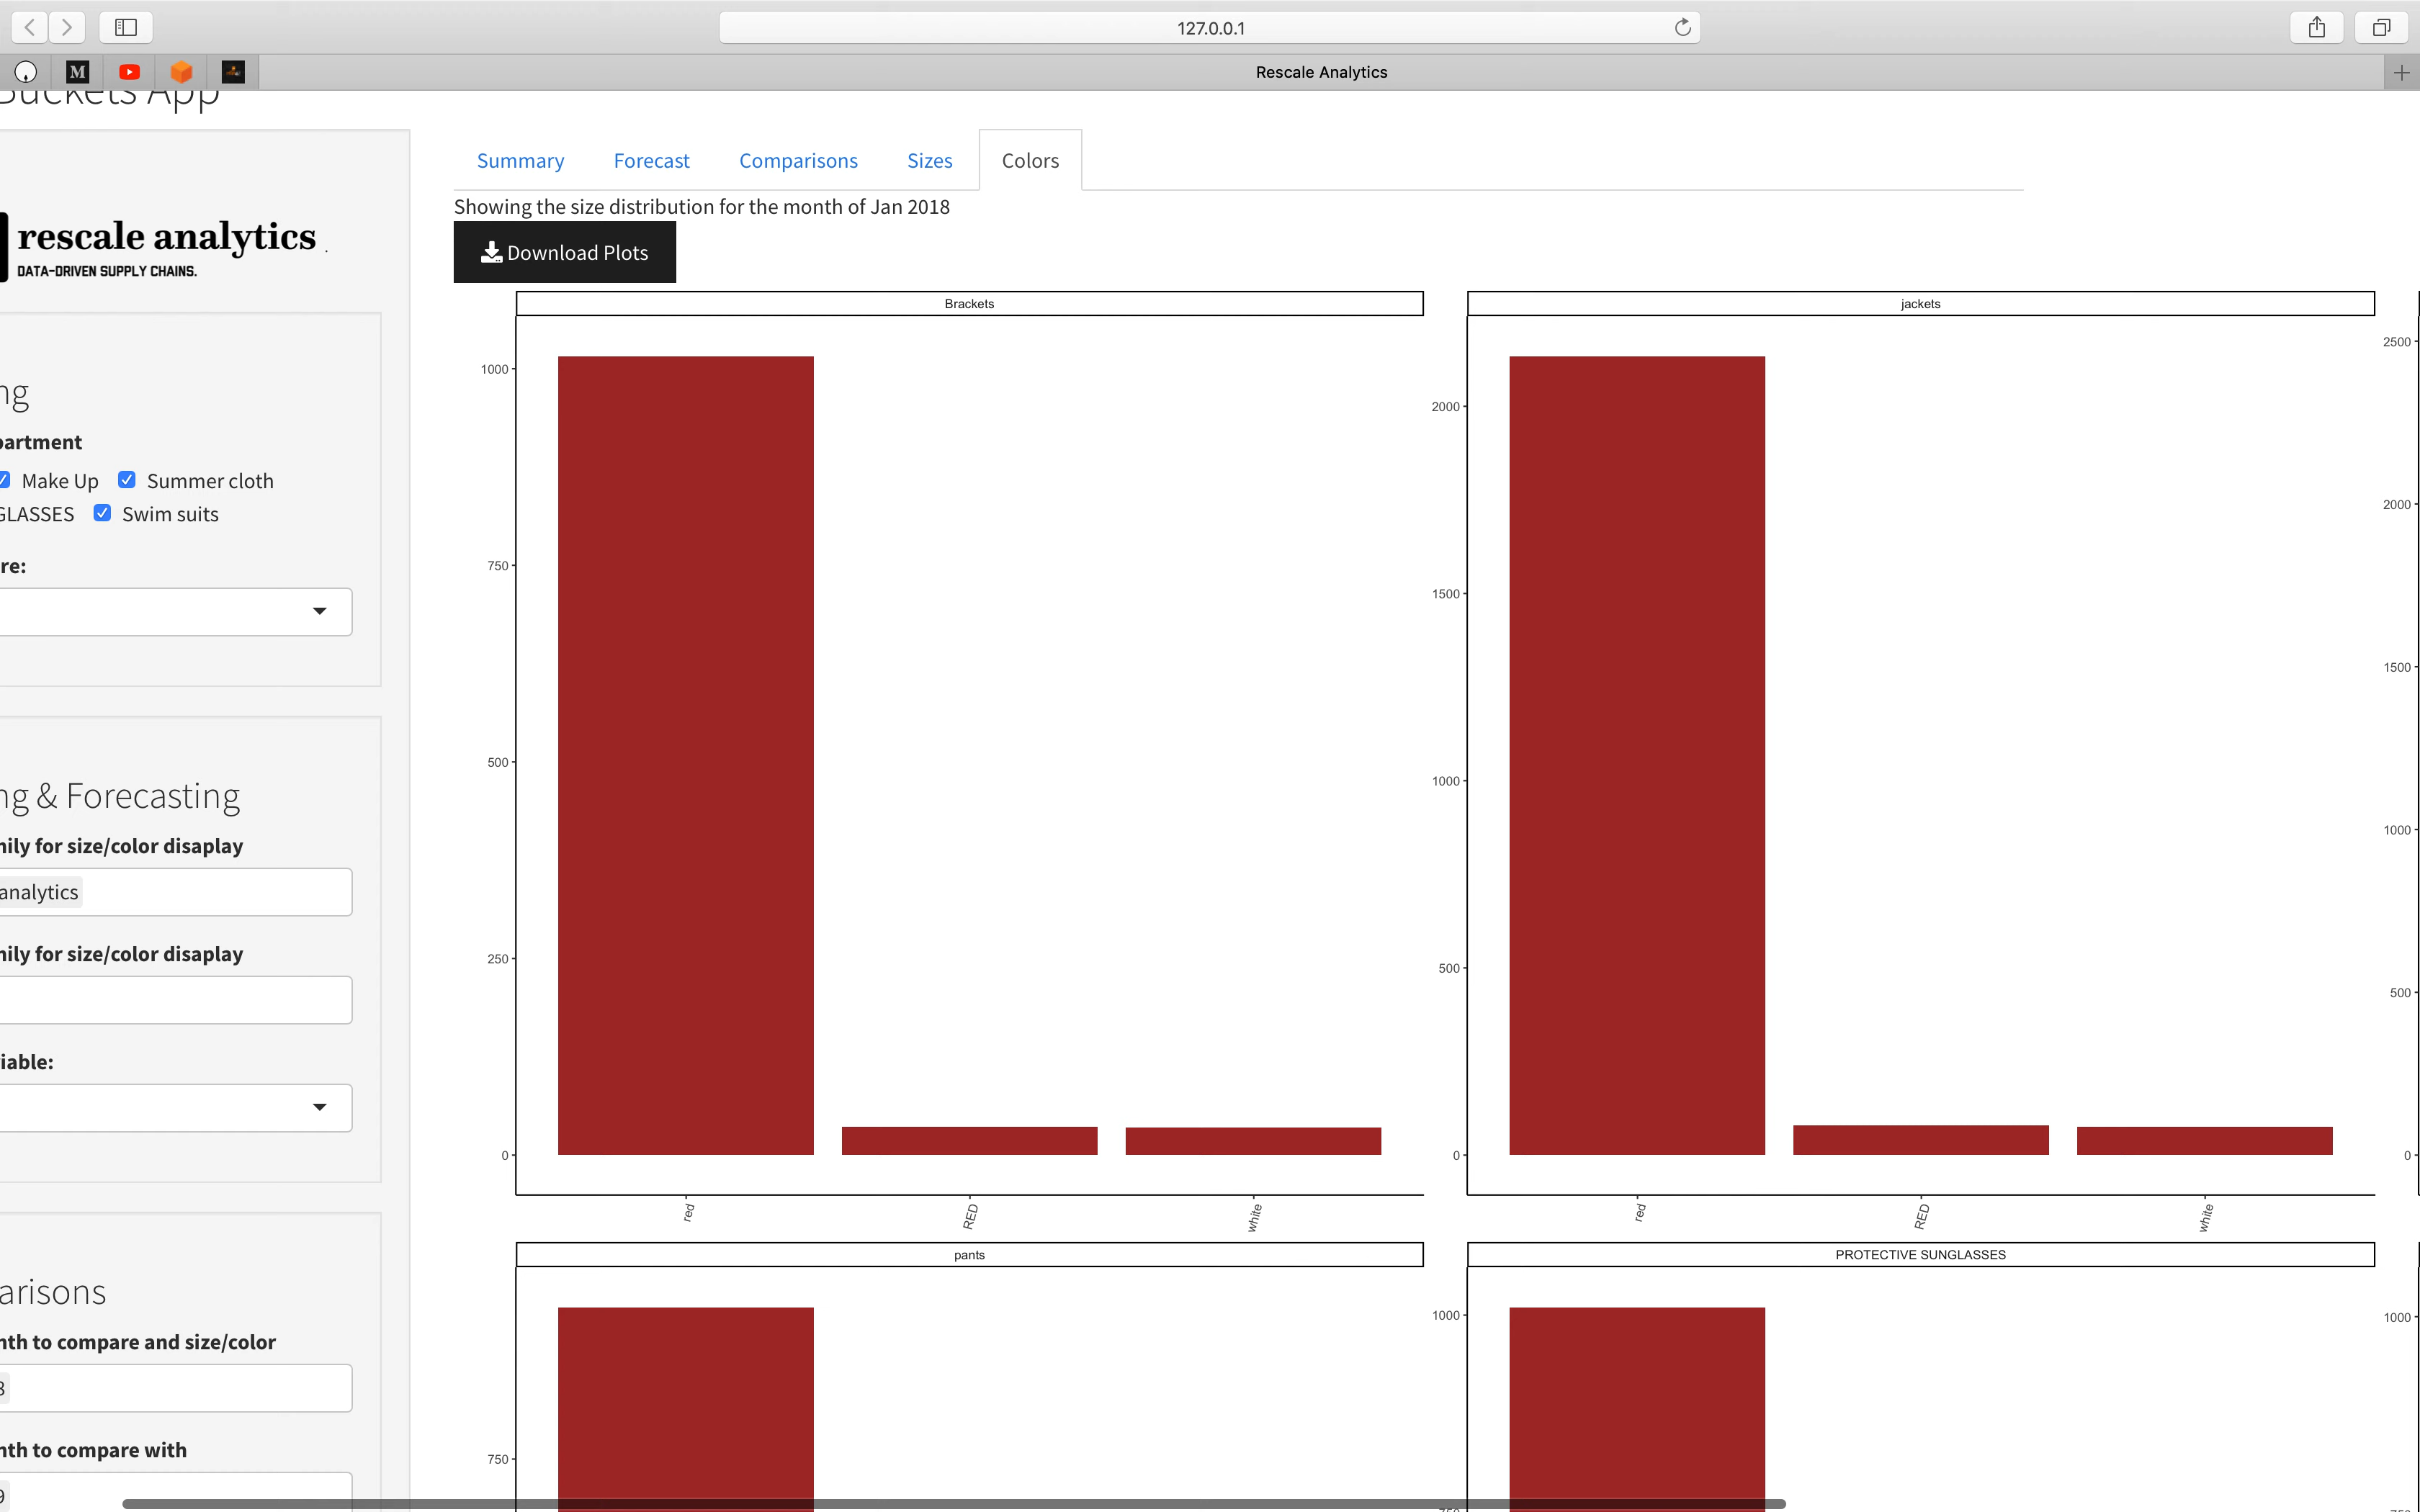 127.0.0.1
M
Rescale Analytics
Buckets App
Summary Forecast Comparisons Sizes Colors
Showing the size distribution for the month of Jan 2018
Download Plots
rescale analytics
DATA-DRIVEN SUPPLY CHAINS.
ng
partment
Make Up Summer cloth
GLASSES Swim suits
re:
ng & Forecasting
nily for size/color disaplay
analytics
nily for size/color disaplay
iable:
arisons
nth to compare and size/color
8
nth to compare with
9
Brackets
1000
750
500
250
0
red RED white
jackets
2000
1500
1000
500
0
red RED white
2500
2000
1500
1000
500
0
pants
750
PROTECTIVE SUNGLASSES
1000
1000